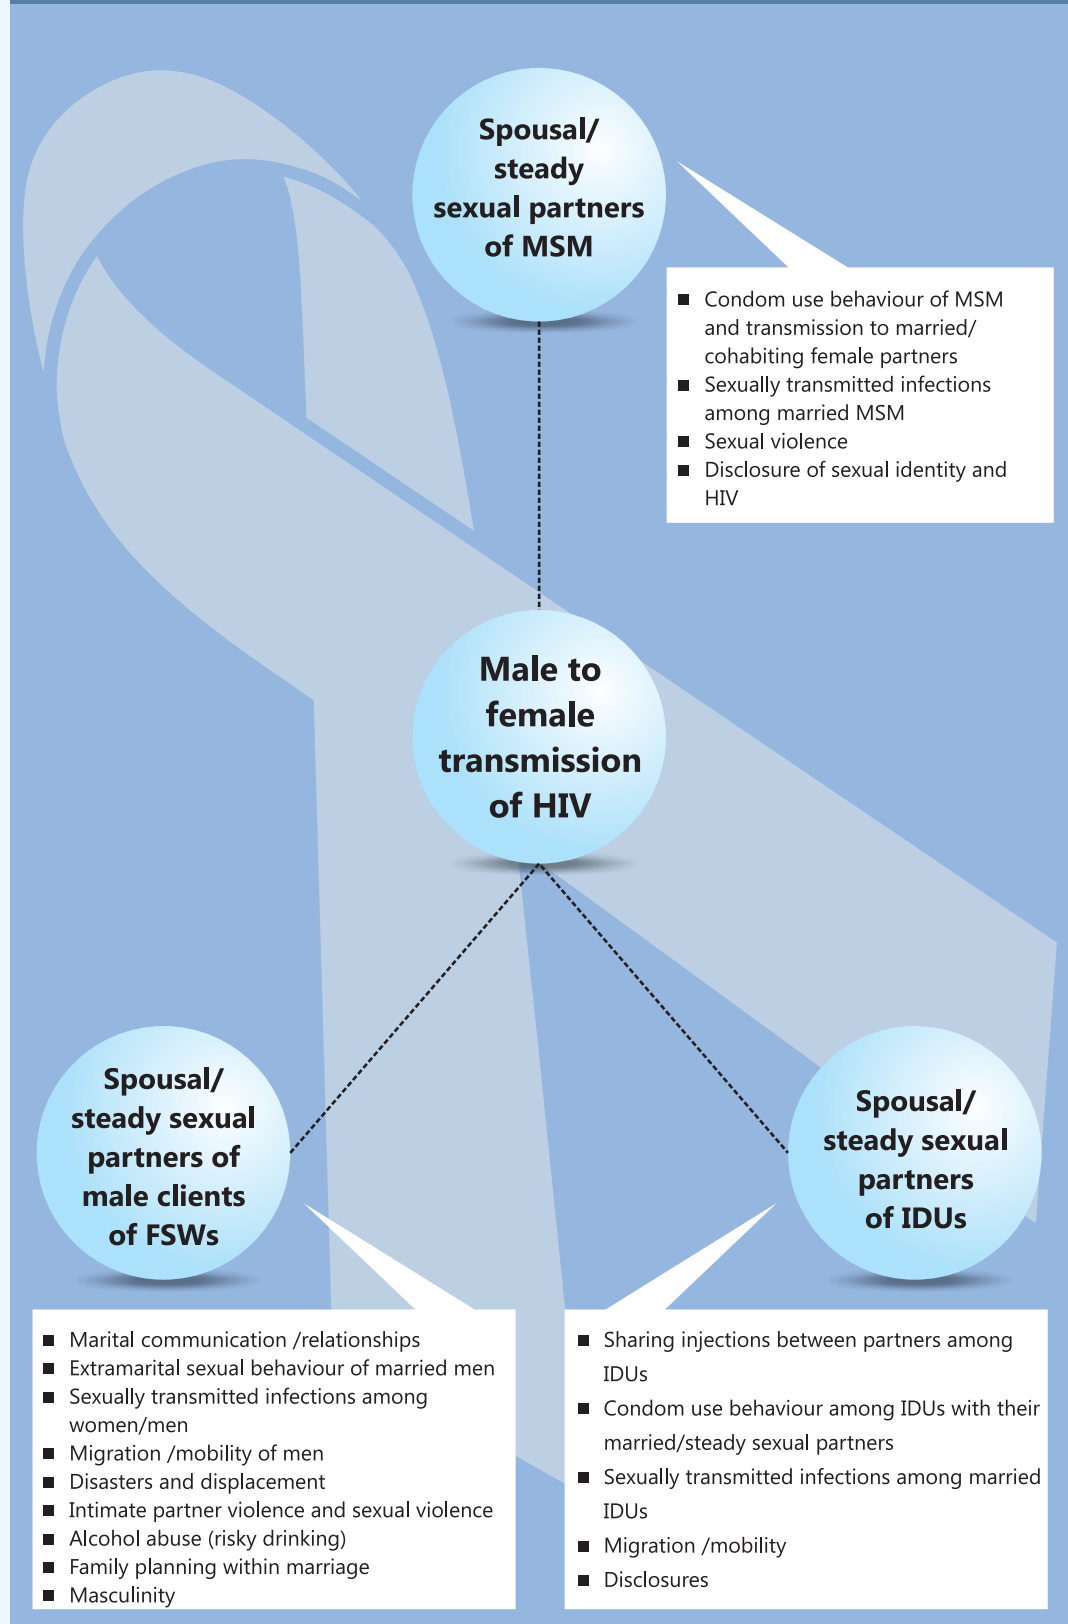 Spousal/
steady
sexual partners
of MSM
■ Condom use behaviour of MSM
and transmission to married/
cohabiting female partners
■ Sexually transmitted infections
among married MSM
■ Sexual violence
■ Disclosure of sexual identity and
HIV
Male to
female
transmission
of HIV
Spousal/
steady sexual
partners of
male clients
of FSWs
Spousal/
steady sexual
partners
of IDUs
■ Marital communication /relationships
■ Extramarital sexual behaviour of married men
■ Sexually transmitted infections among
women/men
■ Migration /mobility of men
■ Disasters and displacement
■ Intimate partner violence and sexual violence
■ Alcohol abuse (risky drinking)
■ Family planning within marriage
■ Masculinity
■ Sharing injections between partners among
IDUs
■ Condom use behaviour among IDUs with their
married/steady sexual partners
■ Sexually transmitted infections among married
IDUs
■ Migration /mobility
■ Disclosures